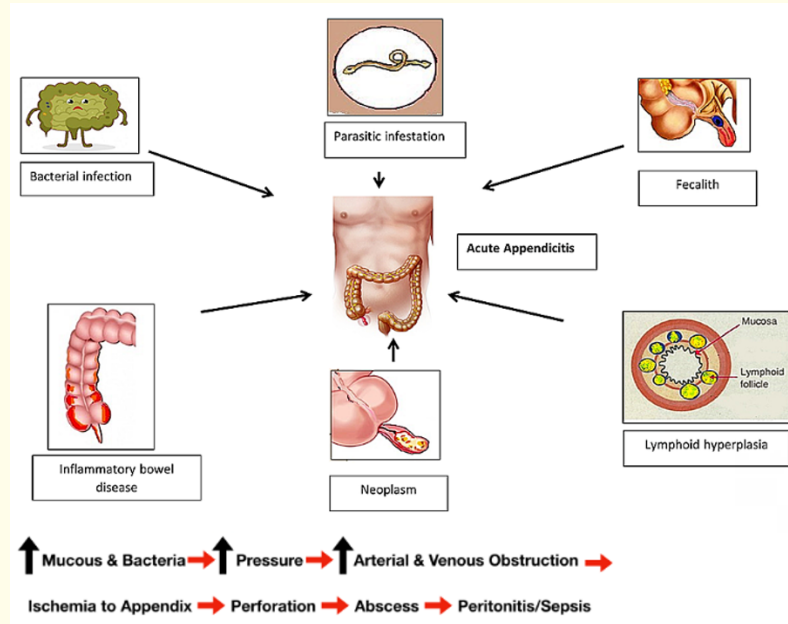 Parasitic infestation
Bacterial infection
Fecalith
Acute Appendicitis
Mucosa
Lymphoid
follicle
Inflammatory bowel
disease
Neoplasm
Lymphoid hyperplasia
Mucous & Bacteria
Pressure
Arterial & Venous Obstruction
Ischemia to Appendix
Perforation
Abscess
Peritonitis/Sepsis